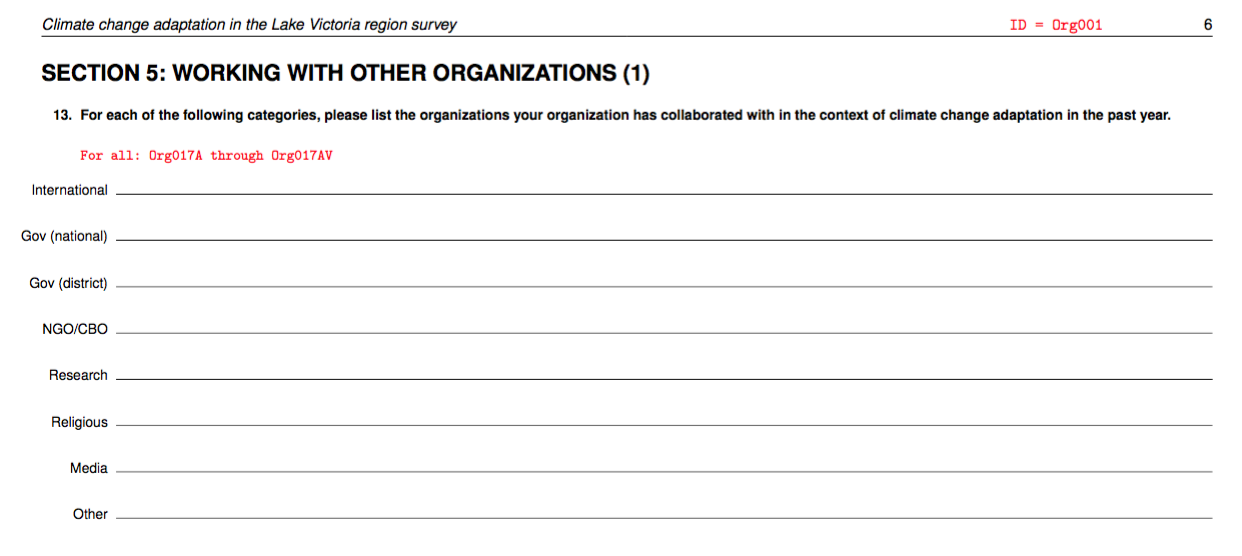 Climate change adaptation in the Lake Victoria region survey ID = Org001 6
SECTION 5: WORKING WITH OTHER ORGANIZATIONS (1)
13. For each of the following categories, please list the organizations your organization has collaborated with in the context of climate change adaptation in the past year.
For all: Org017A through Org017AV
International
Gov (national)
Gov (district)
NGO/CBO
Research
Religious
Media
Other